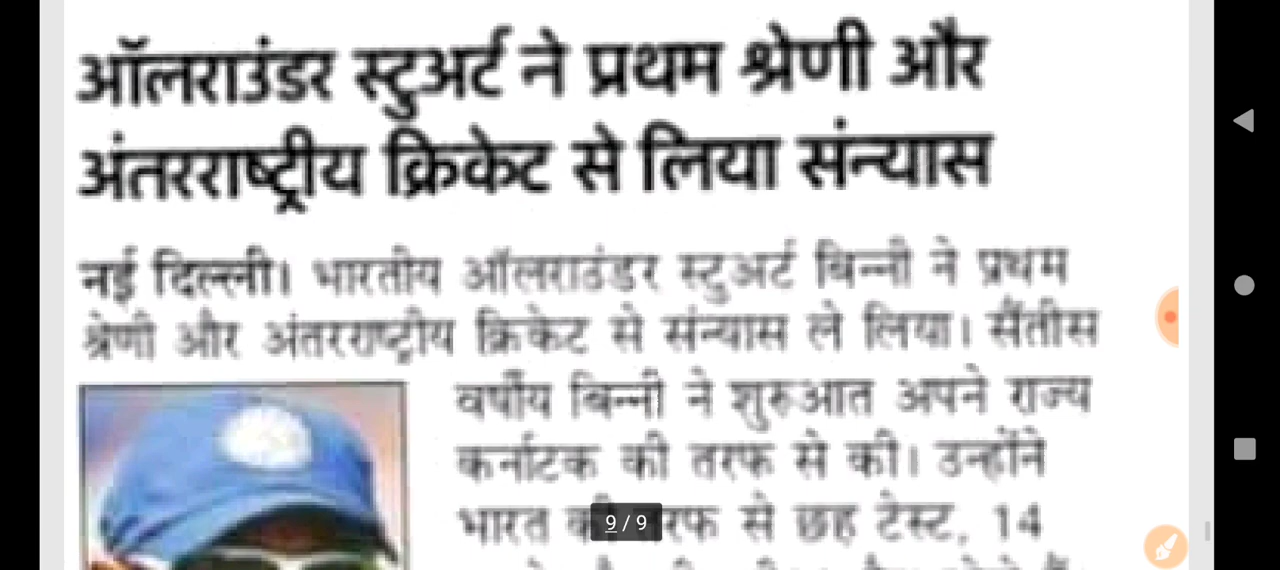 ऑलराउंडर स्टुअर्ट ने प्रथम श्रेणी और
अंतरराष्ट्रीय क्रिकेट से लिया संन्यास
नई दिल्ली। भारतीय ऑलराउंडर स्टुअर्ट बिन्नी ने प्रथम
श्रेणी और अंतरराष्ट्रीय क्रिकेट से संन्यास ले लिया। सैंतीस
वर्षीय बिन्नी ने शुरुआत अपने राज्य
कर्नाटक की तरफ से की। उन्होंने
भारत की तरफ से छह टेस्ट, 14
9 / 9